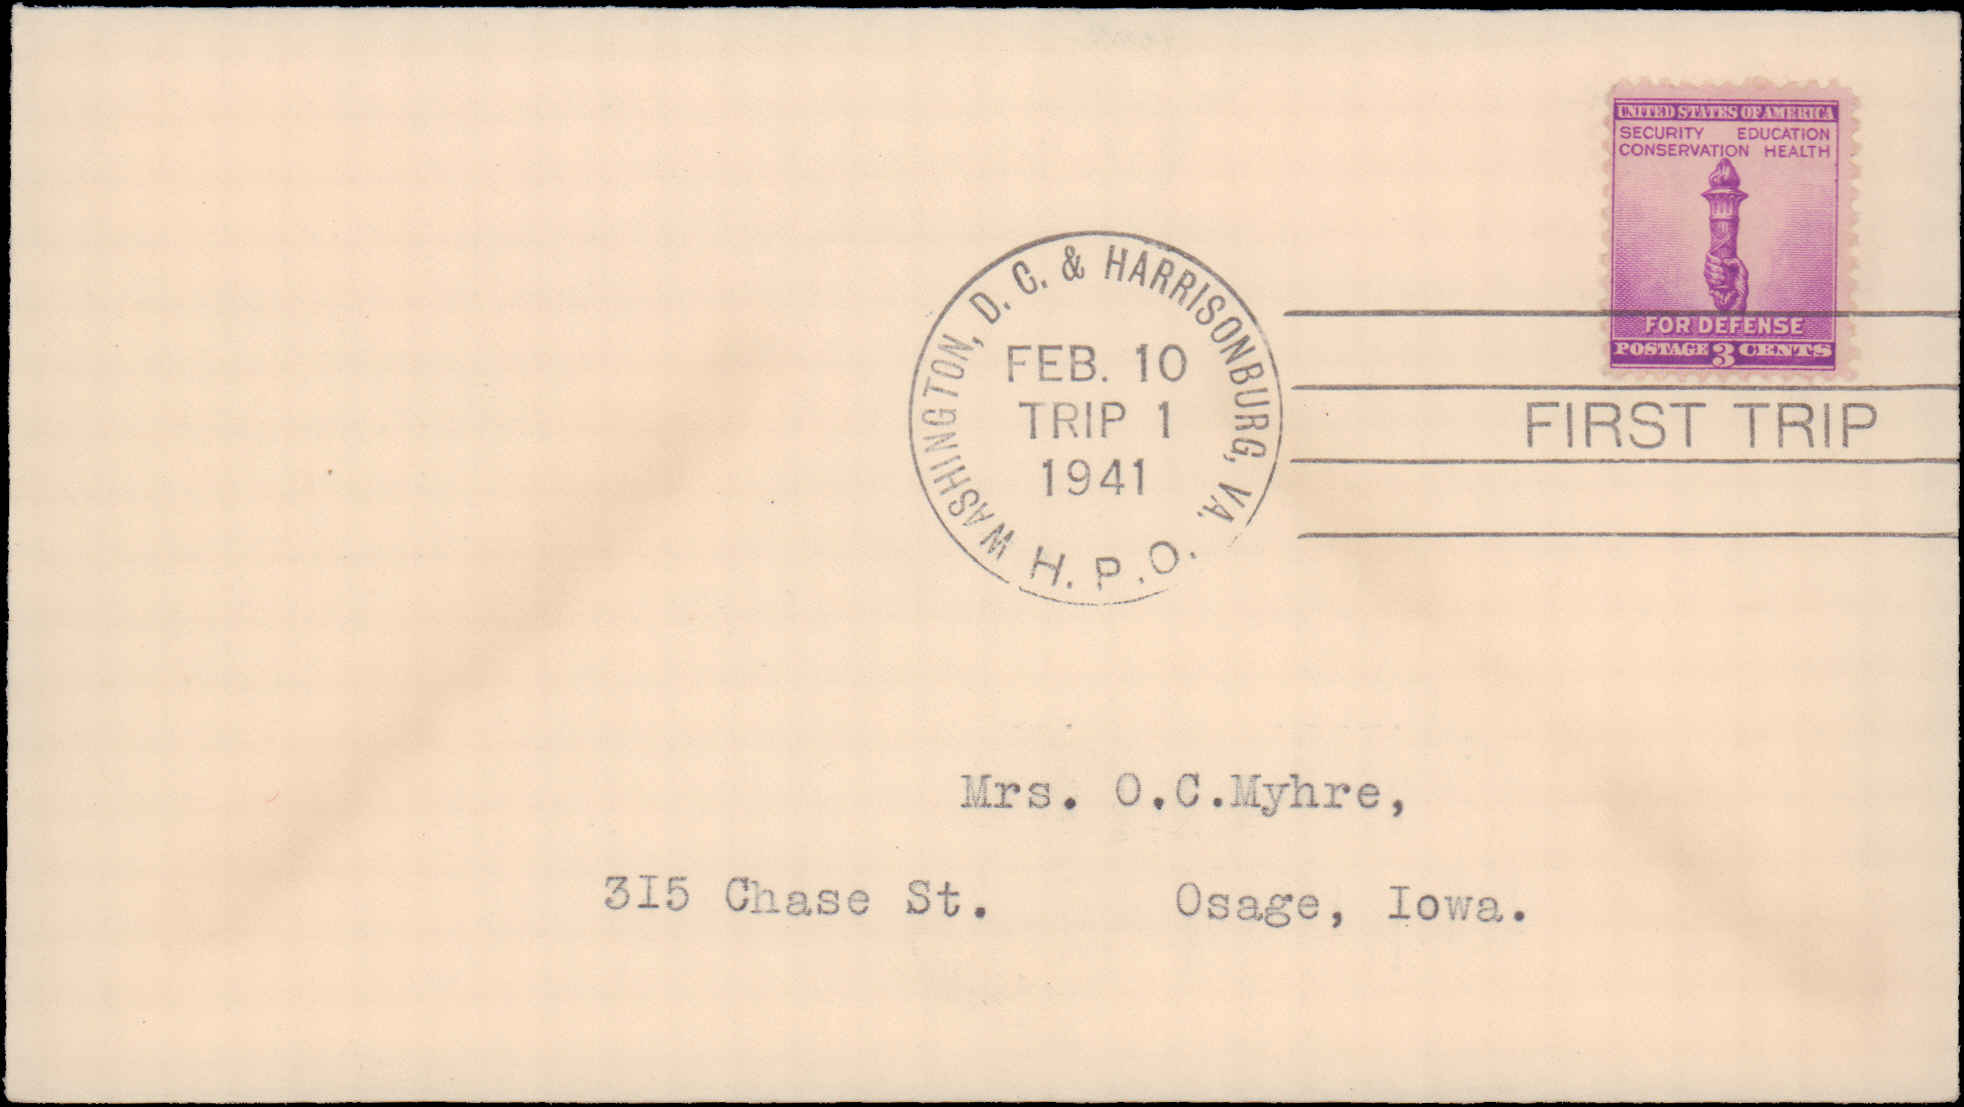 UNITED STATES OF AMERICA
SECURITY EDUCATION
CONSERVATION HEALTH
FOR DEFENSE
POSTAGE 3 CENTS
WASHINGTON, D. C. & HARRISONBURG, VA.
FEB. 10
TRIP 1
1941
H. P. O.
FIRST TRIP
Mrs. O.C.Myhre,
3I5 Chase St. Osage, Iowa.